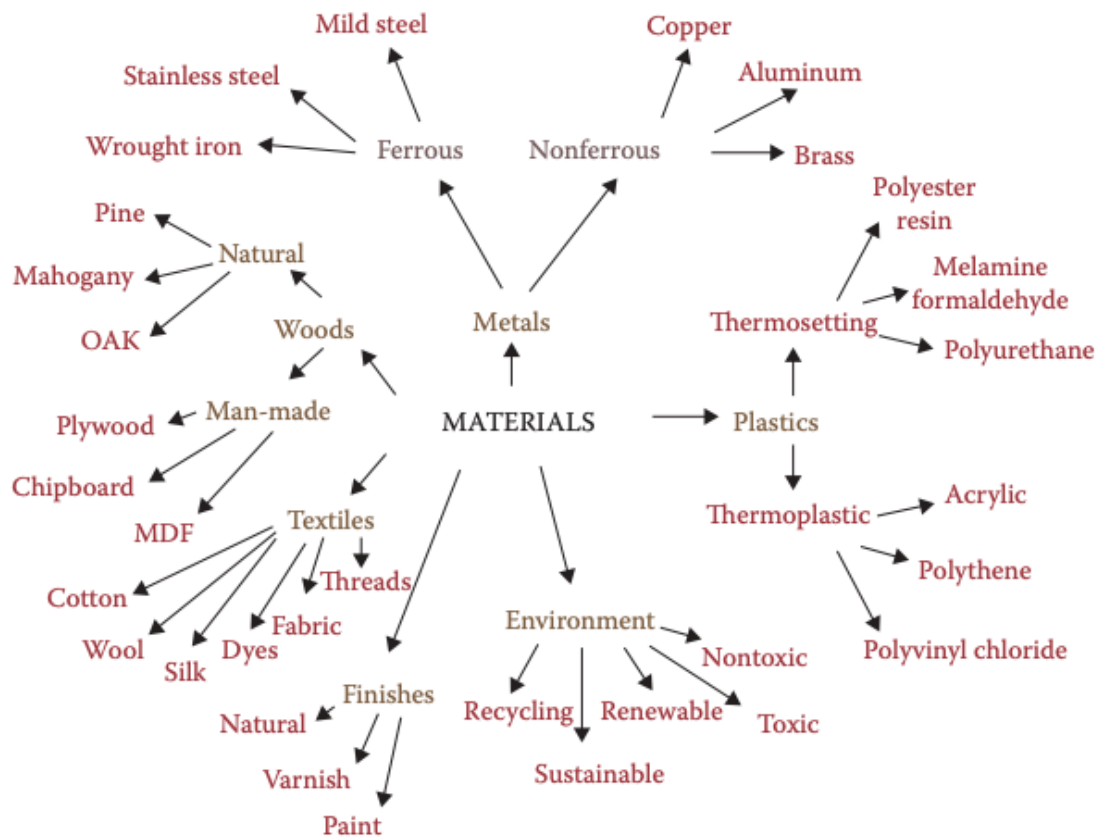 Mild steel
Copper
Stainless steel
Aluminum
Wrought iron
Ferrous
Nonferrous
Brass
Polyester
resin
Pine
Natural
Mahogany
Melamine
formaldehyde
OAK
Woods
Metals
Thermosetting
Polyurethane
Man-made
Plywood
MATERIALS
Plastics
Chipboard
MDF
Textiles
Thermoplastic
Acrylic
Polythene
Threads
Cotton
Fabric
Environment
Wool
Dyes
Silk
Nontoxic
Polyvinyl chloride
Finishes
Natural
Recycling
Renewable
Toxic
Varnish
Sustainable
Paint